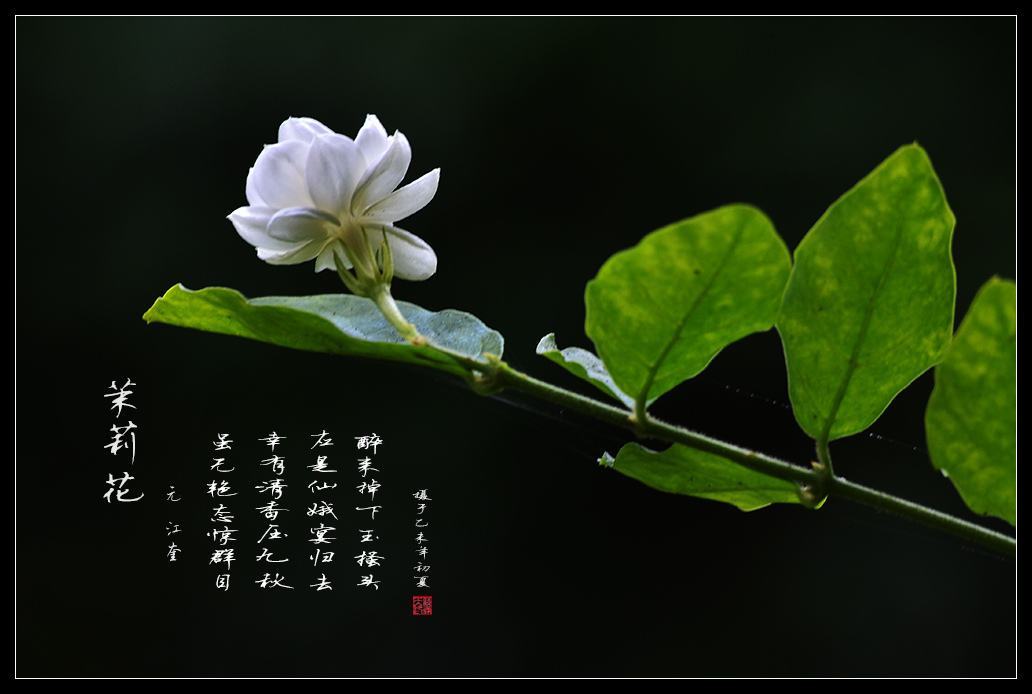 茉莉花
元 江奎
虽无艳态惊群目
幸有清香压九秋
应是仙娥宴归去
醉来掉下玉搔头
摄于乙未年初夏